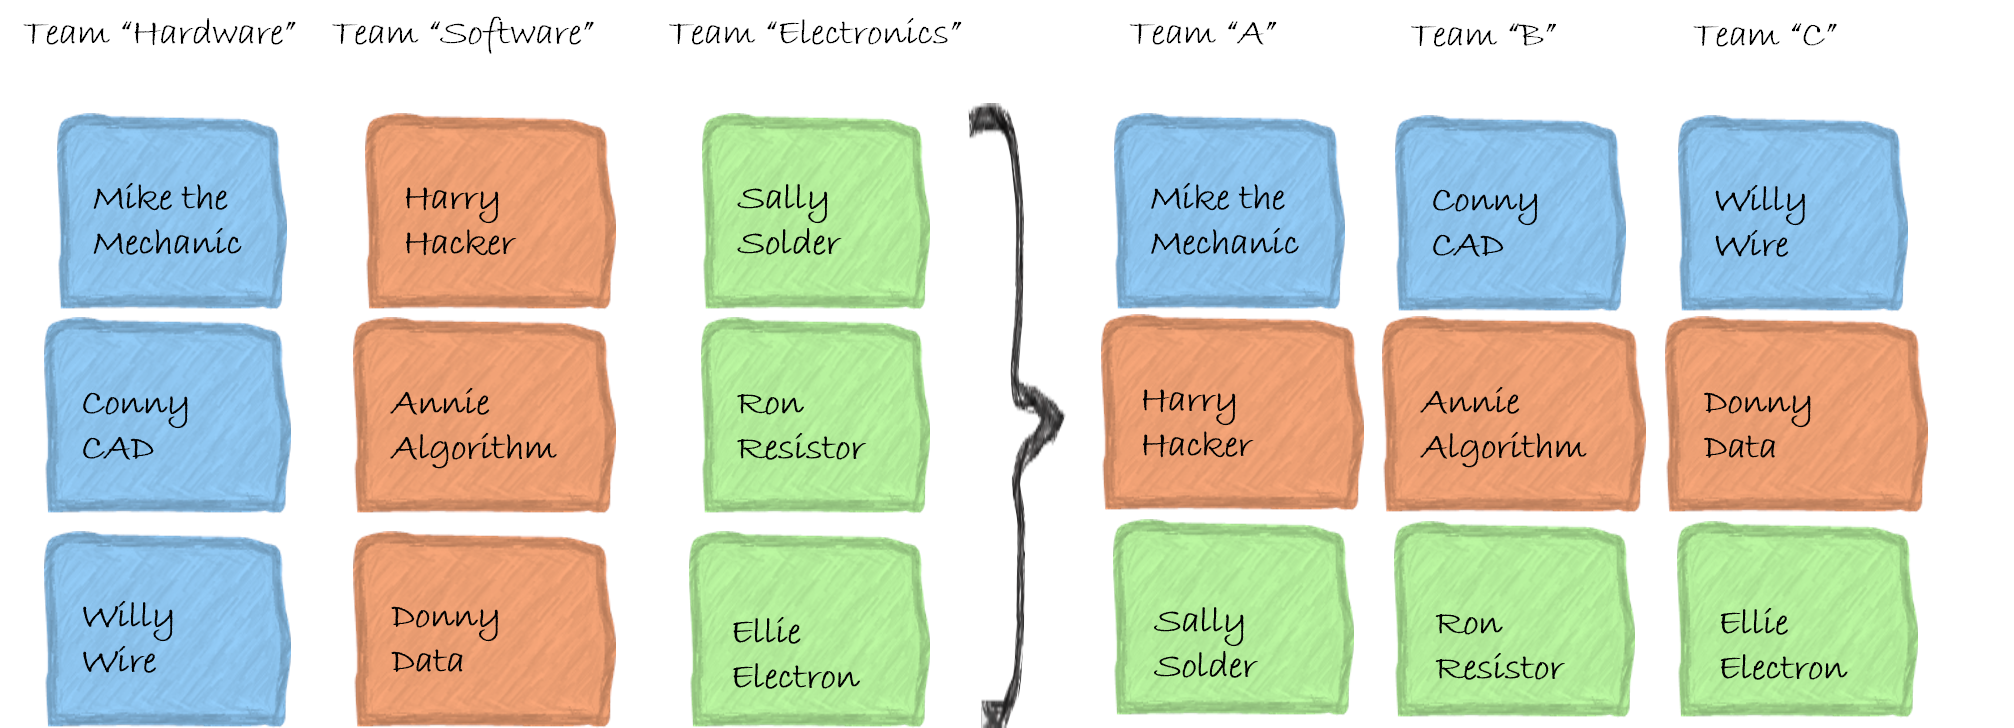 Team “Hardware”
Team “Software”
Team “Electronics”
Team “A”
Team “B”
Team “C”
Mike the
Mechanic
Harry
Hacker
Sally
Solder
Mike the
Mechanic
Conny
CAD
Willy
Wire
Conny
CAD
Annie
Algorithm
Ron
Resistor
Harry
Hacker
Annie
Algorithm
Donny
Data
Willy
Wire
Donny
Data
Ellie
Electron
Sally
Solder
Ron
Resistor
Ellie
Electron